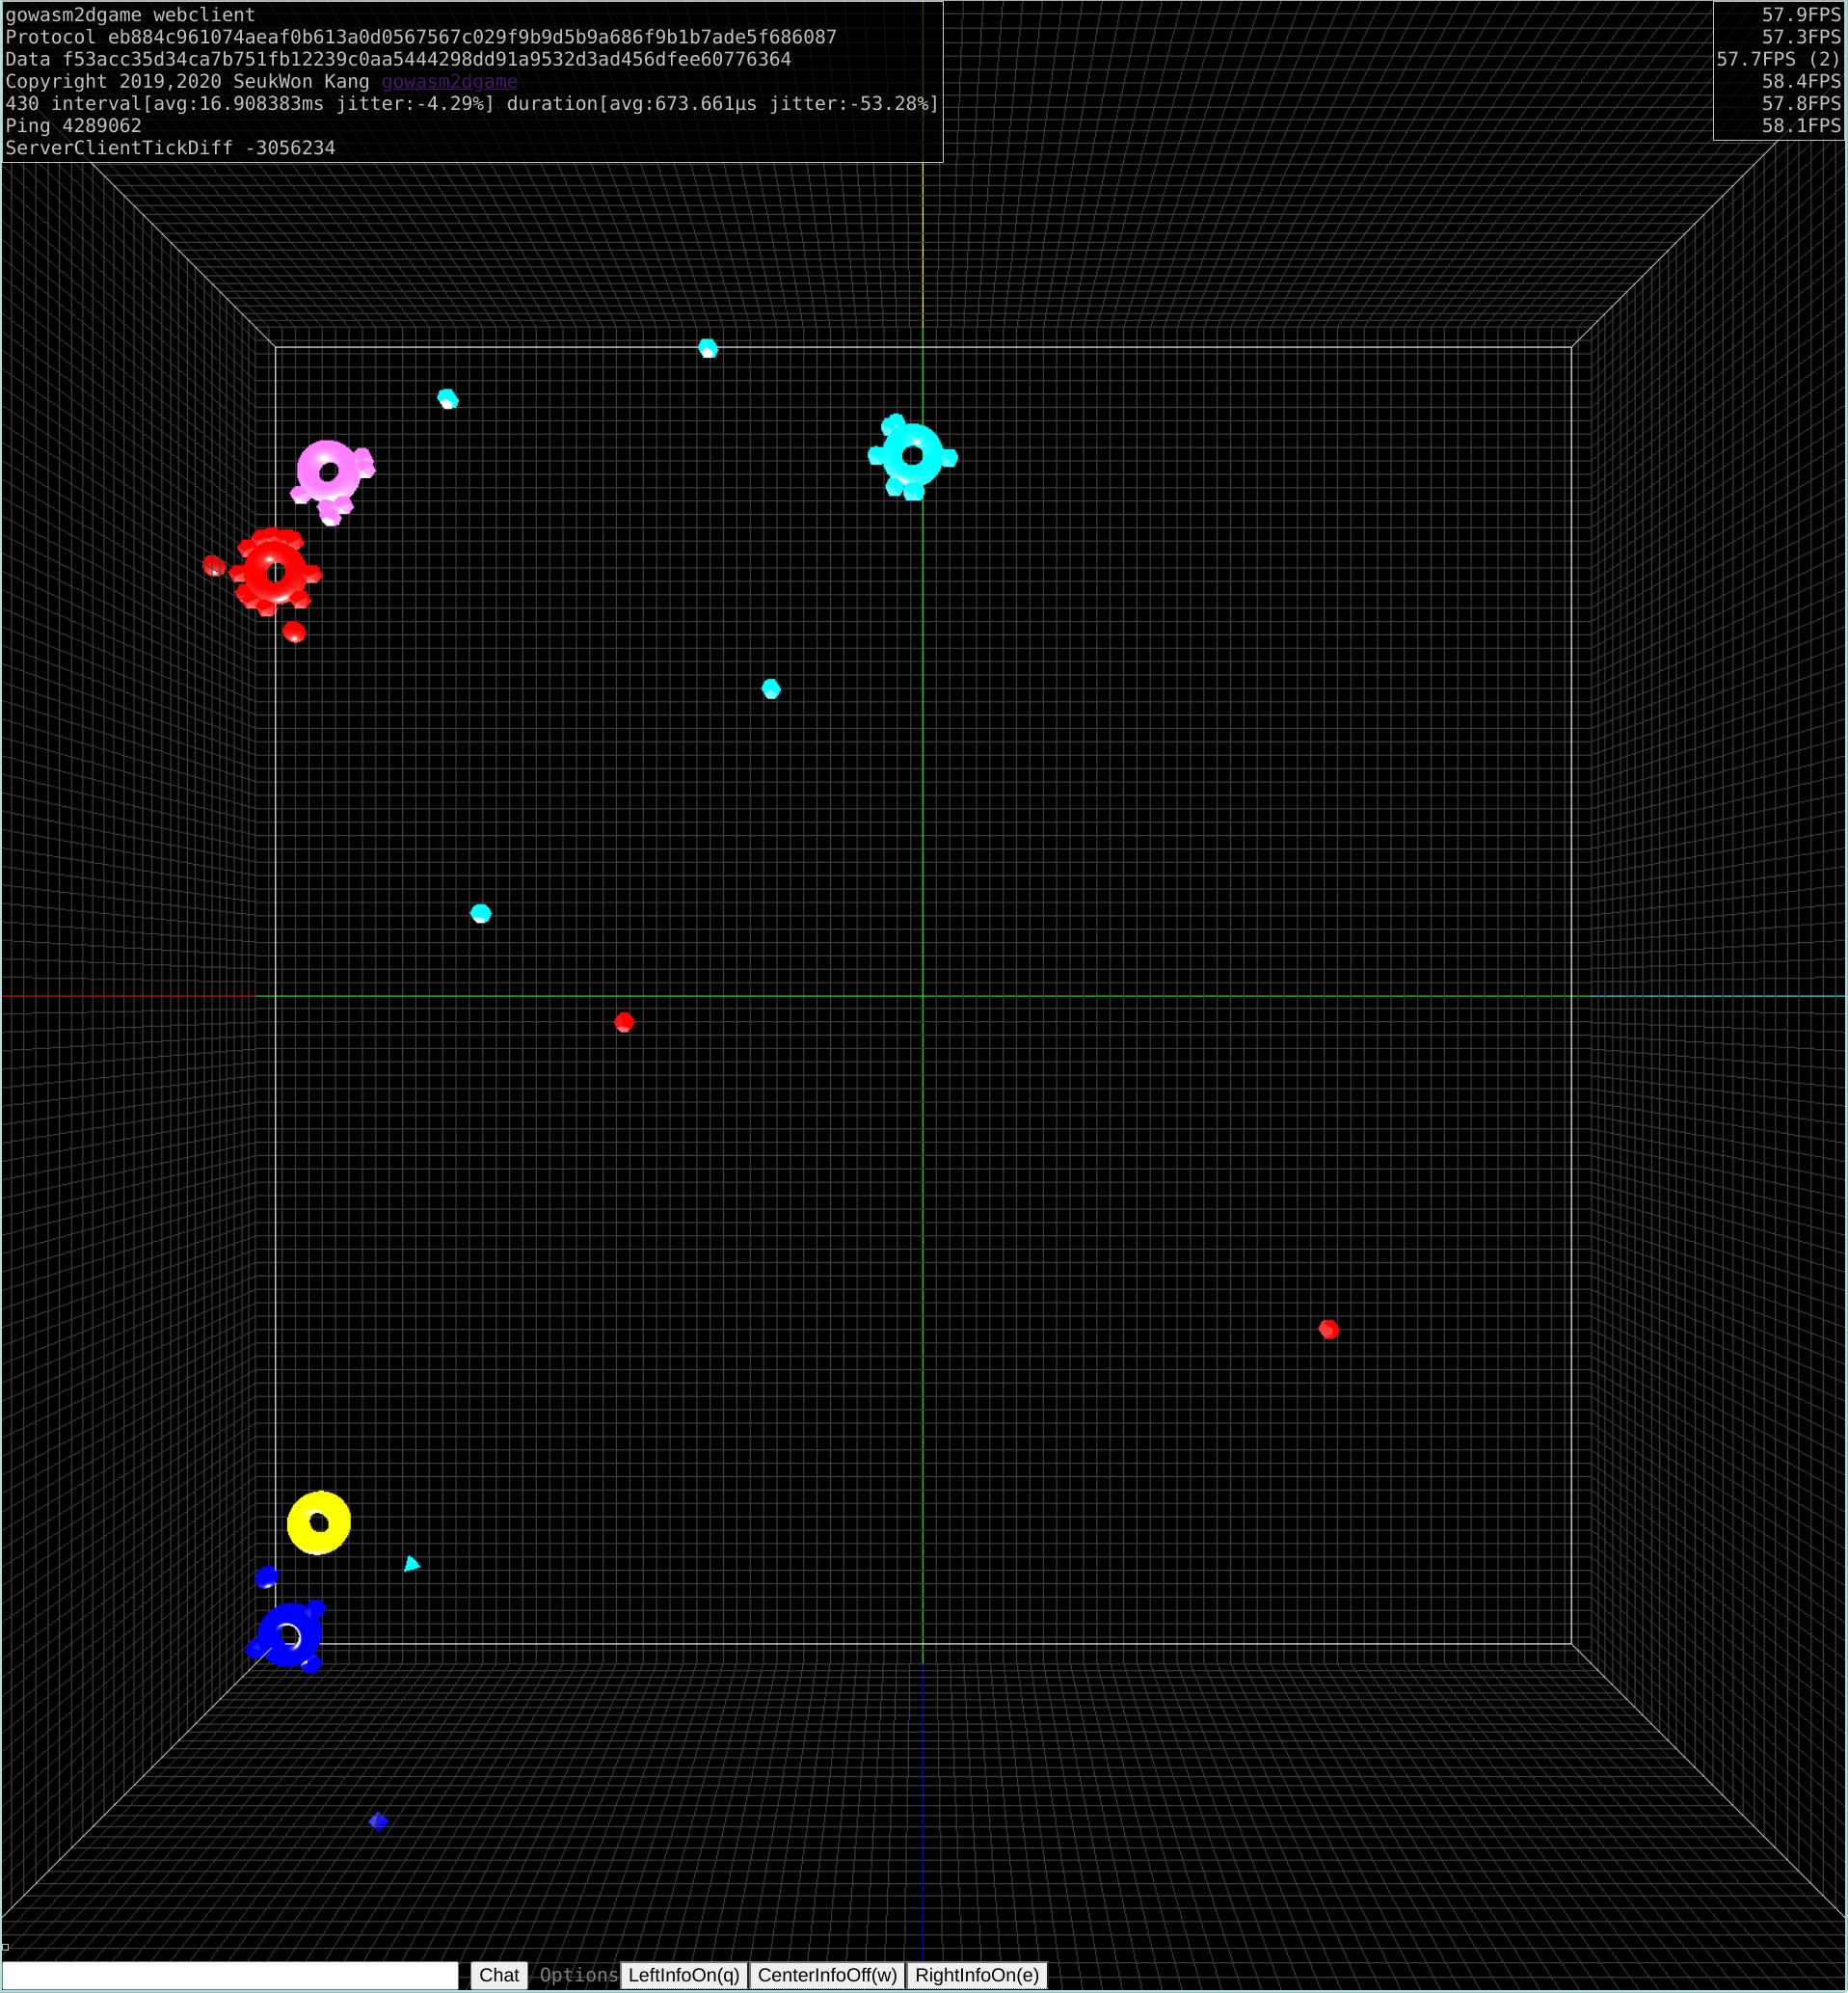 gowasm2dgame webclient
Protocol eb884c961074aeaf0b613a0d0567567c029f9b9d5b9a686f9b1b7ade5f686087
Data f53acc35d34ca7b751fb12239c0aa5444298dd91a9532d3ad456dfee60776364
Copyright 2019,2020 SeukWon Kang gowasm2dgame
430 interval[avg:16.908383ms jitter:-4.29%] duration[avg:673.661µs jitter:-53.28%]
Ping 4289062
ServerClientTickDiff -3056234
57.9FPS
57.3FPS
57.7FPS (2)
58.4FPS
57.8FPS
58.1FPS
Chat Options LeftInfoOn(q) CenterInfoOff(w) RightInfoOn(e)